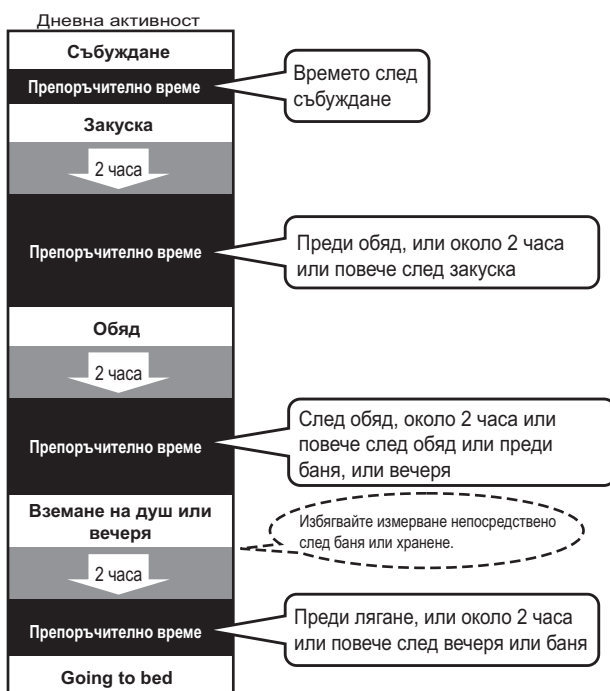 Дневна активност
Събуждане
Препоръчително време
Времето след
събуждане
Закуска
2 часа
Препоръчително време
Преди обяд, или около 2 часа
или повече след закуска
Обяд
2 часа
Препоръчително време
След обяд, около 2 часа или
повече след обяд или преди
баня, или вечеря
Вземане на душ или
вечеря
Избягвайте измерване непосредствено
след баня или хранене.
2 часа
Препоръчително време
Преди лягане, или около 2 часа
или повече след вечеря или баня
Going to bed